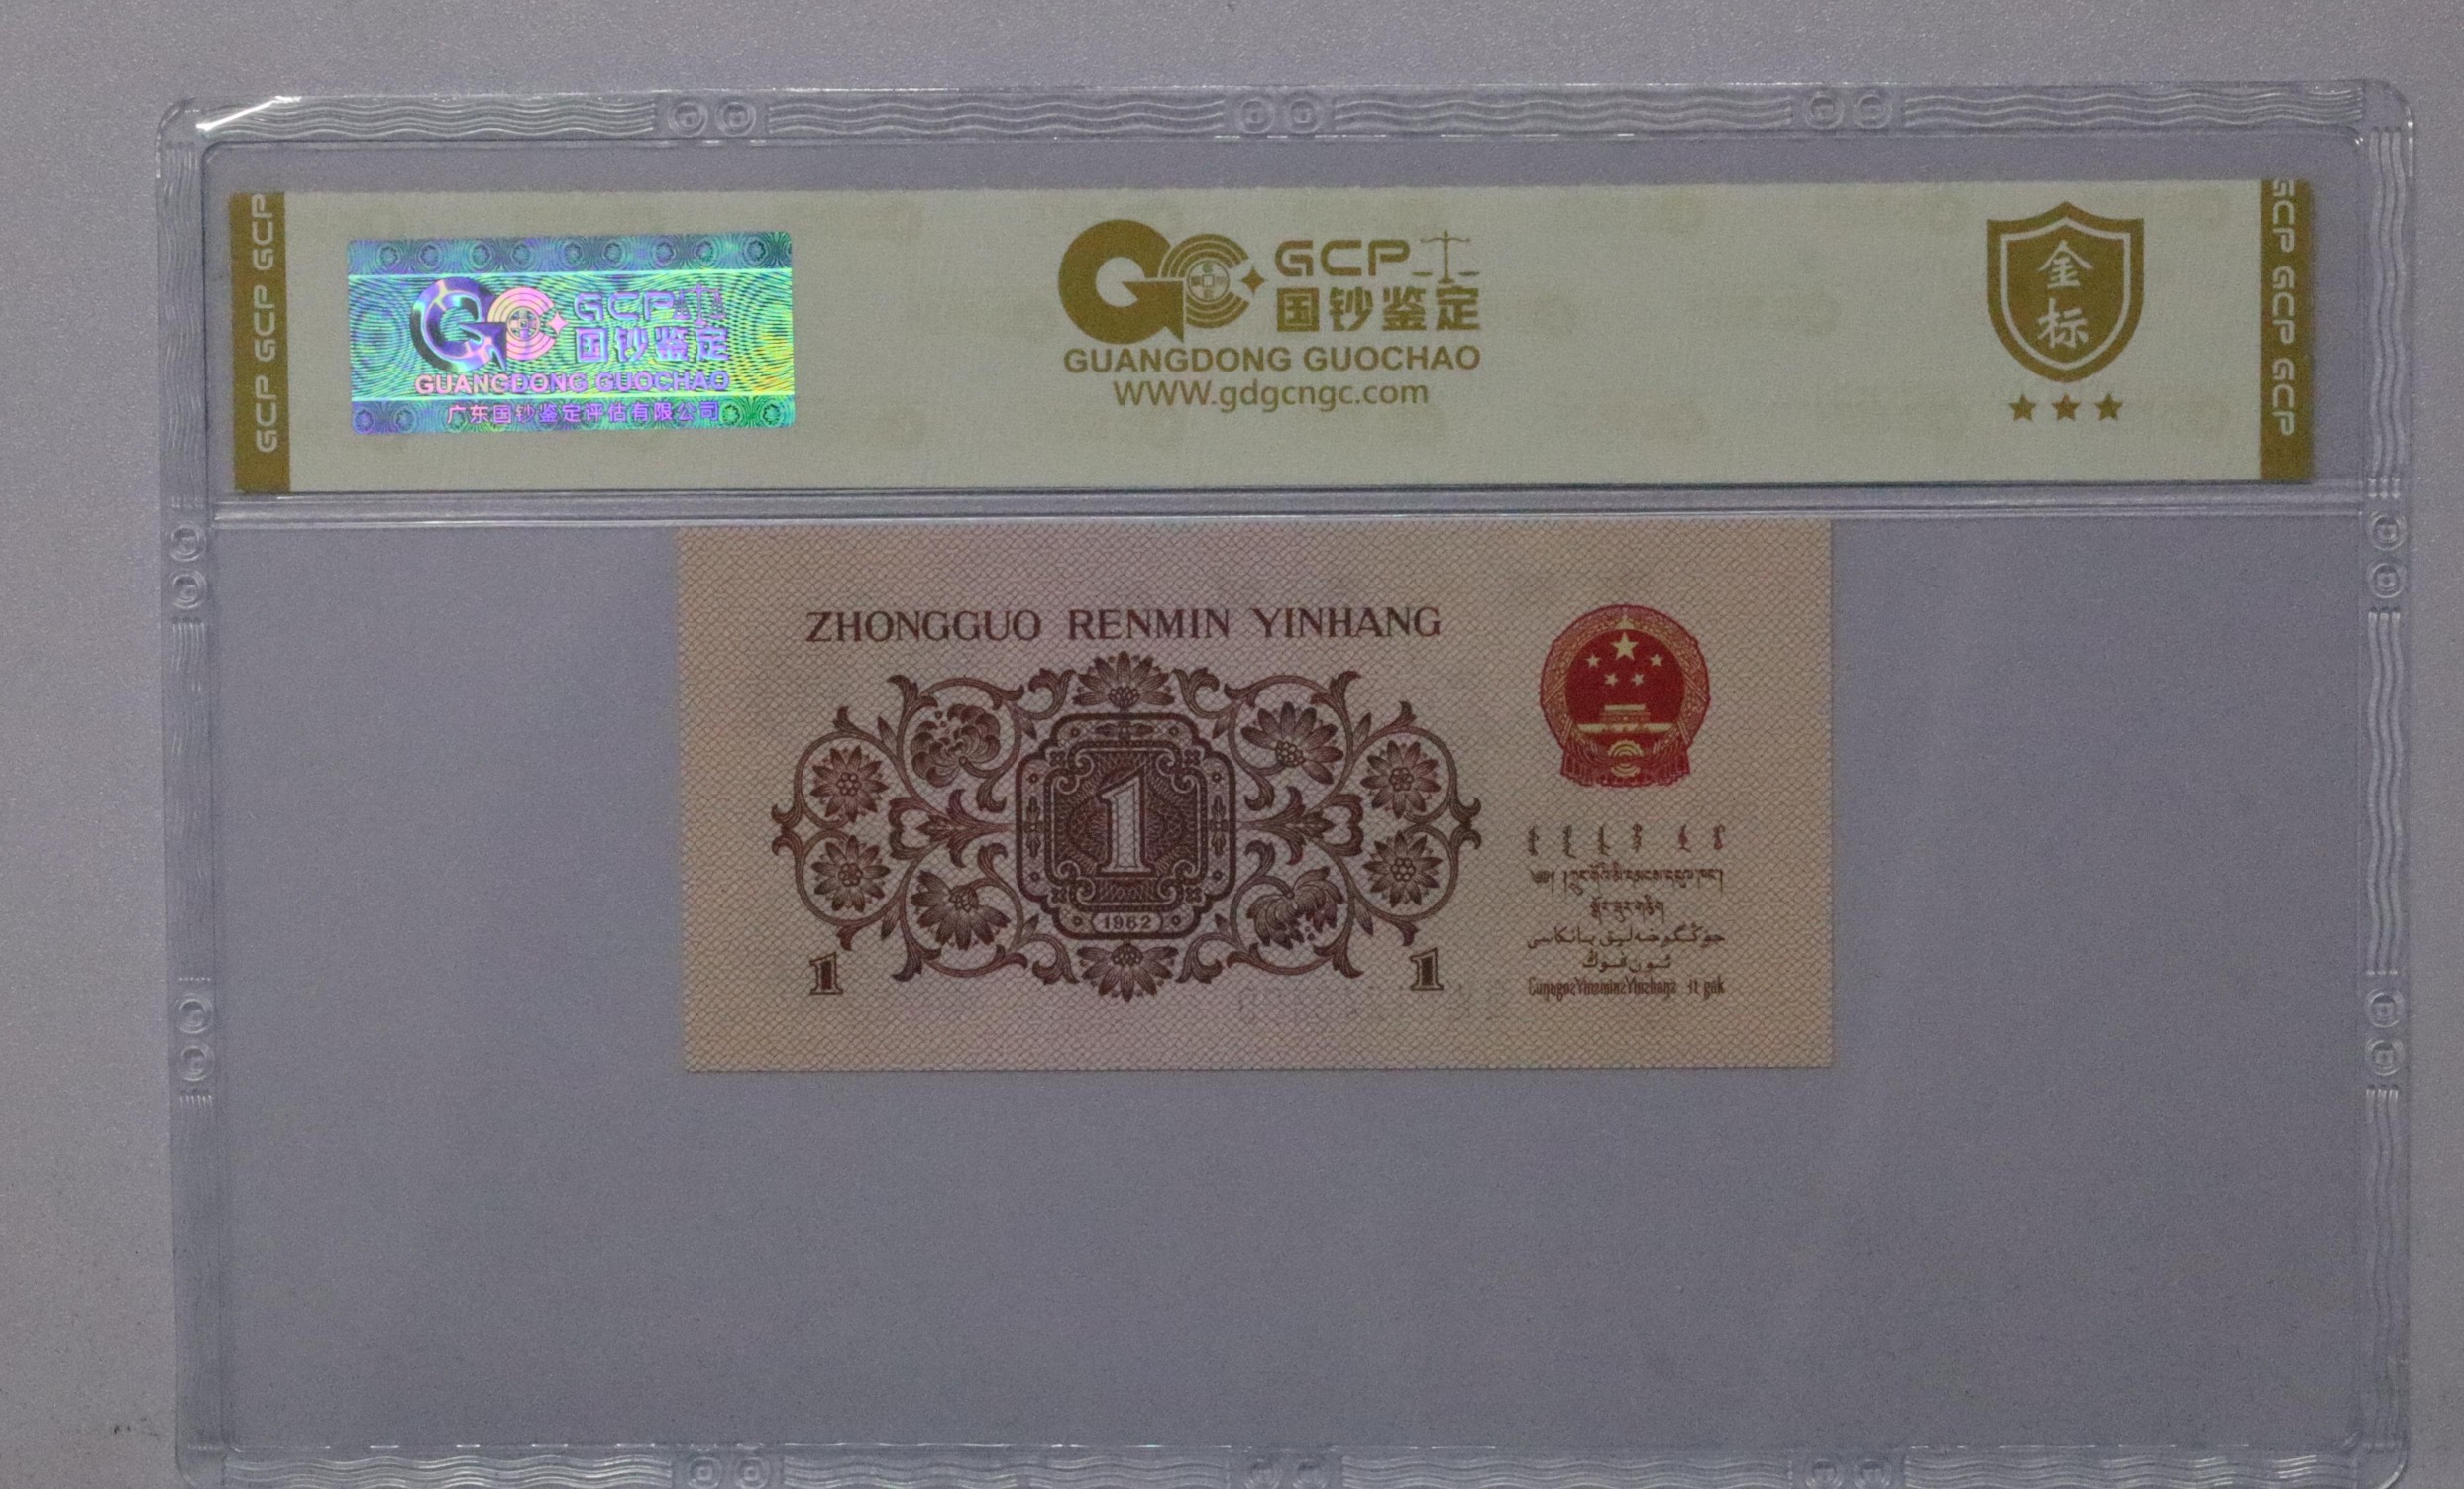 GCP GCP GCP
GCP
国钞鉴定
GUANGDONG GUOCHAO
广东国钞鉴定评估有限公司
GCP
国钞鉴定
GUANGDONG GUOCHAO
WWW.gdgcngc.com
金
标
GCP GCP GCP
ZHONGGUO RENMIN YINHANG
1
1962
1
1